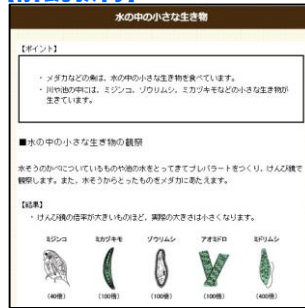 水の中の小さな生き物
【ポイント】
・メダカなどの魚は、水の中の小さな生き物を食べています。
・川や池の中には、ミジンコ、ゾウリムシ、ミカヅキモなどの小さな生き物が
生きています。
■水の中の小さな生き物の観察
水そうのかべについているものや池の水をとってきてプレパラートをつくり、けんび鏡で
観察します。また、水そうからとったものをメダカにあたえます。
【結果】
・けんび鏡の倍率が大きいものほど、実際の大きさは小さくなります。
ミジンコ ミカヅキモ ゾウリムシ アオミドロ ミドリムシ
(40倍) (100倍) (100倍) (100倍) (400倍)